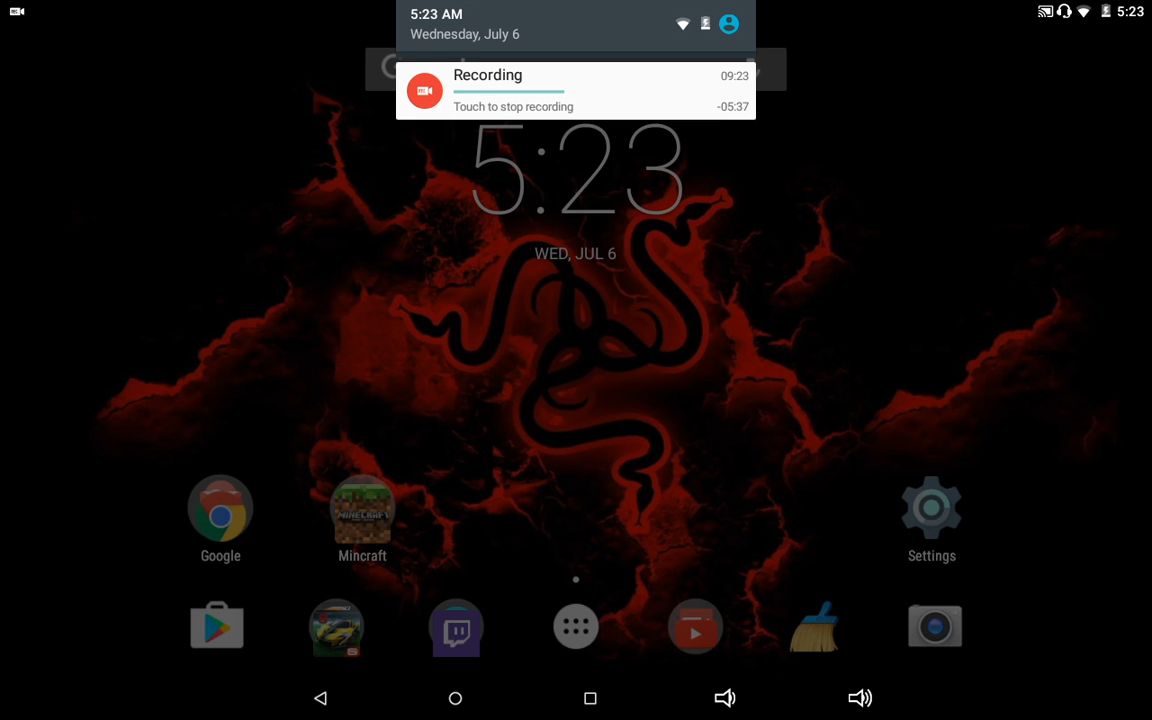 5:23 AM
Wednesday, July 6
5:23
Recording
09:23
Touch to stop recording
-05:37
5:23
WED, JUL 6
MINECRAFT
Google
Mincraft
Settings